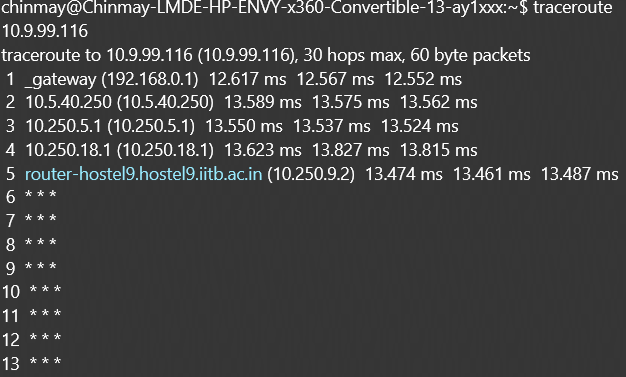 chinmay@Chinmay-LMDE-HP-ENVY-x360-Convertible-13-ay1xxx:~$ traceroute
10.9.99.116
traceroute to 10.9.99.116 (10.9.99.116), 30 hops max, 60 byte packets
1 _gateway (192.168.0.1) 12.617 ms 12.567 ms 12.552 ms
2 10.5.40.250 (10.5.40.250) 13.589 ms 13.575 ms 13.562 ms
3 10.250.5.1 (10.250.5.1) 13.550 ms 13.537 ms 13.524 ms
4 10.250.18.1 (10.250.18.1) 13.623 ms 13.827 ms 13.815 ms
5 router-hostel9.hostel9.iitb.ac.in (10.250.9.2) 13.474 ms 13.461 ms 13.487 ms
6 * * *
7 * * *
8 * * *
9 * * *
10 * * *
11 * * *
12 * * *
13 * * *